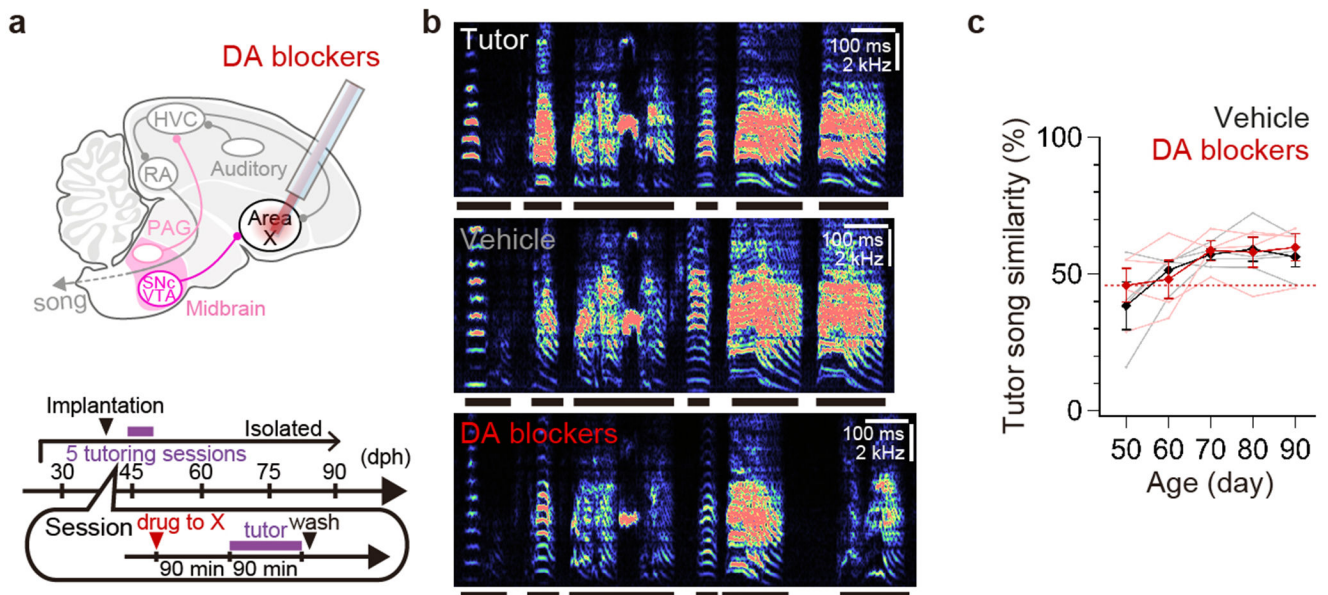 a
DA blockers
HVC
Auditory
RA
Area
X
PAG
SNc
VTA
song
Midbrain
Implantation
Isolated
5 tutoring sessions
30 45 60 75 90 (dph)
Session
drug to X
tutor
wash
90 min 90 min
b
Tutor
100 ms
2 kHz
Vehicle
100 ms
2 kHz
DA blockers
100 ms
2 kHz
c
Vehicle
DA blockers
Tutor song similarity (%)
100
50
0
50 60 70 80 90
Age (day)